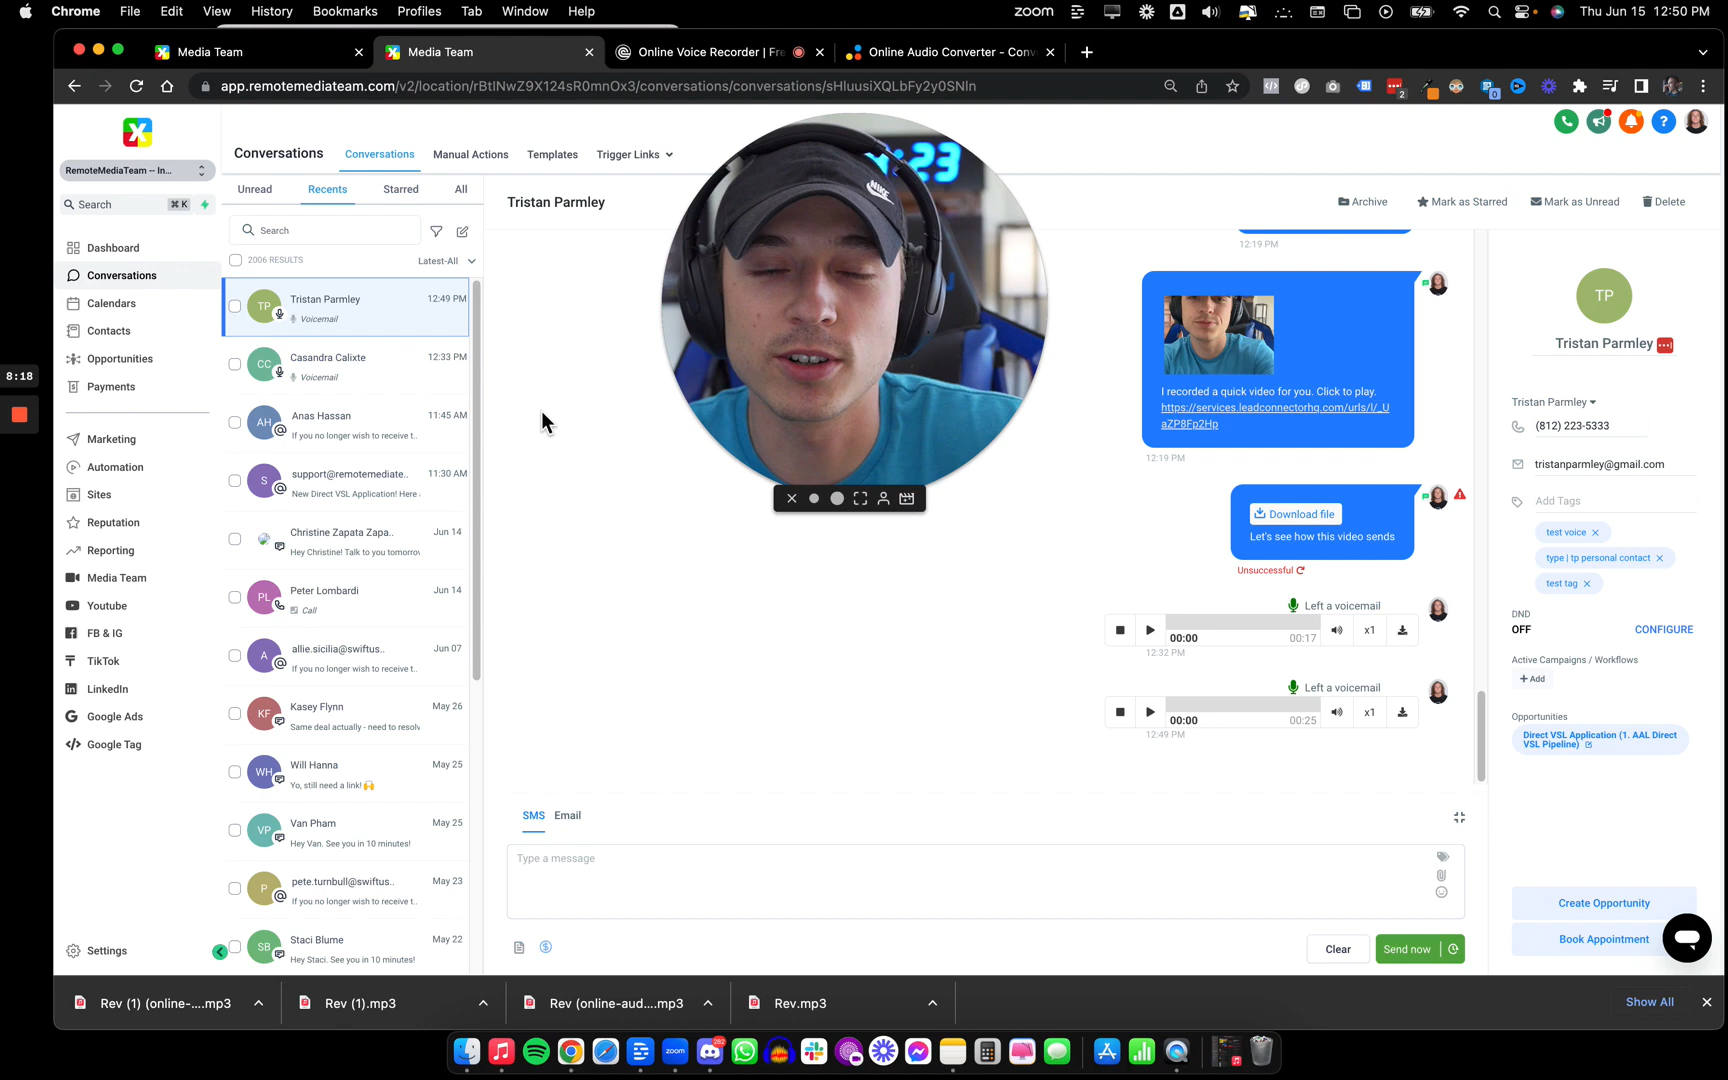 Chrome File Edit View History Bookmarks Profiles Tab Window Help zoom Thu Jun 15 12:50 PM
Media Team Media Team Online Voice Recorder | Fre Online Audio Converter - Conv
app.remotemediateam.com/v2/location/rBtINwZ9X124sR0mnOx3/conversations/conversations/sHluusiXQLbFy2y0SNln
2
0
RemoteMediaTeam -- In...
Search ⌘ K
Dashboard
Conversations
Calendars
Contacts
Opportunities
Payments
8:18
Marketing
Automation
Sites
Reputation
Reporting
Media Team
Youtube
FB & IG
TikTok
LinkedIn
Google Ads
Google Tag
Settings
Conversations Conversations Manual Actions Templates Trigger Links
Unread Recents Starred All
Search
2006 RESULTS Latest-All
TP Tristan Parmley 12:49 PM
Voicemail
CC Casandra Calixte 12:33 PM
Voicemail
AH Anas Hassan 11:45 AM
If you no longer wish to receive t..
S support@remotemediate.. 11:30 AM
New Direct VSL Application! Here
Christine Zapata Zapa.. Jun 14
Hey Christine! Talk to you tomorro
PL Peter Lombardi Jun 14
Call
A allie.sicilia@swiftus.. Jun 07
If you no longer wish to receive t..
KF Kasey Flynn May 26
Same deal actually - need to resol
WH Will Hanna May 25
Yo, still need a link! 🙌
VP Van Pham May 25
Hey Van. See you in 10 minutes!
P pete.turnbull@swiftus.. May 23
If you no longer wish to receive t..
SB Staci Blume May 22
Hey Staci. See you in 10 minutes!
Tristan Parmley Archive Mark as Starred Mark as Unread Delete
:23
NIKE
12:19 PM
I recorded a quick video for you. Click to play.
https://services.leadconnectorhq.com/urls/l/_U
aZP8Fp2Hp
12:19 PM
Download file
Let's see how this video sends
Unsuccessful
Left a voicemail
00:00 00:17 x1
12:32 PM
Left a voicemail
00:00 00:25 x1
12:49 PM
SMS Email
Type a message
Clear Send now
TP
Tristan Parmley
Tristan Parmley
(812) 223-5333
tristanparmley@gmail.com
Add Tags
test voice
type | tp personal contact
test tag
DND
OFF CONFIGURE
Active Campaigns / Workflows
+ Add
Opportunities
Direct VSL Application (1. AAL Direct
VSL Pipeline)
Create Opportunity
Book Appointment
Rev (1) (online-....mp3 Rev (1).mp3 Rev (online-aud....mp3 Rev.mp3 Show All
zoom 282